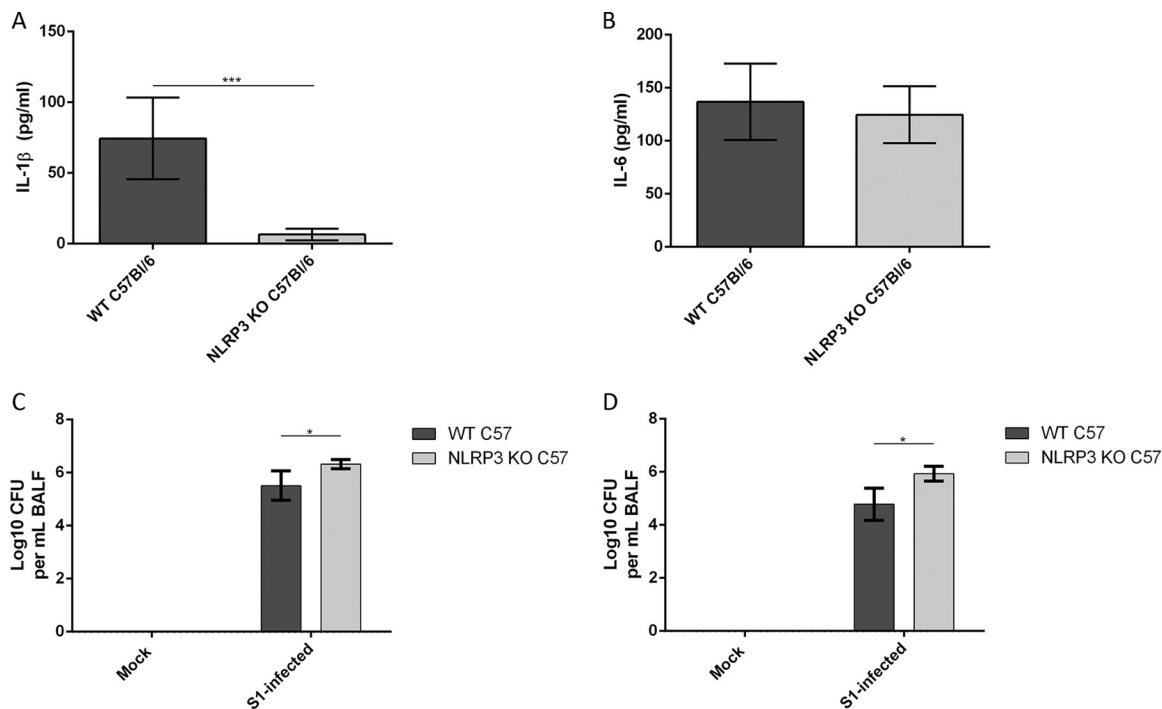 A
150
100
50
0
IL-1β (pg/ml)
***
WT C57Bl/6
NLRP3 KO C57Bl/6
B
200
150
100
50
0
IL-6 (pg/ml)
WT C57Bl/6
NLRP3 KO C57Bl/6
C
8
6
4
2
0
Log10 CFU
per mL BALF
*
Mock
S1-infected
WT C57
NLRP3 KO C57
D
8
6
4
2
0
Log10 CFU
per mL BALF
*
Mock
S1-infected
WT C57
NLRP3 KO C57